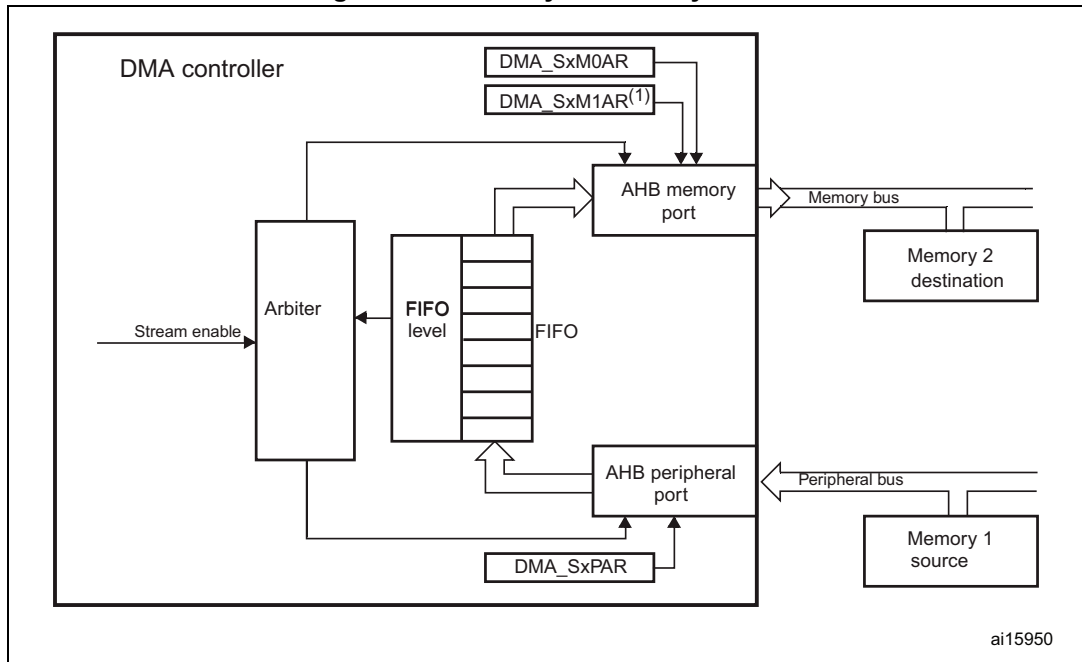 DMA controller
DMA_SxM0AR
DMA_SxM1AR(1)
AHB memory
port
Memory bus
Memory 2
destination
Arbiter
FIFO
level
FIFO
Stream enable
AHB peripheral
port
Peripheral bus
Memory 1
source
DMA_SxPAR
ai15950